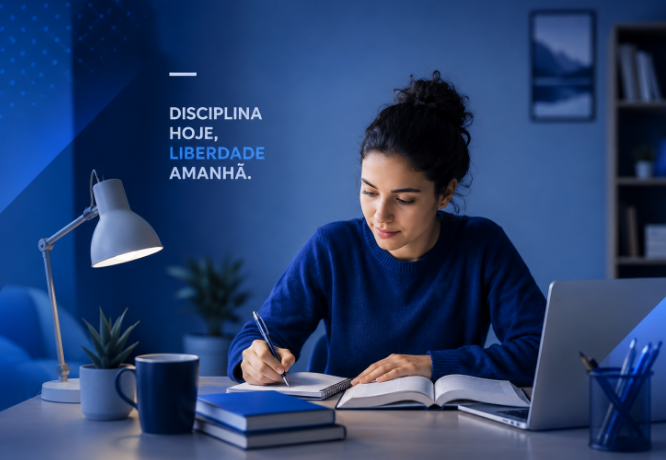 DISCIPLINA
HOJE,
LIBERDADE
AMANHÃ.